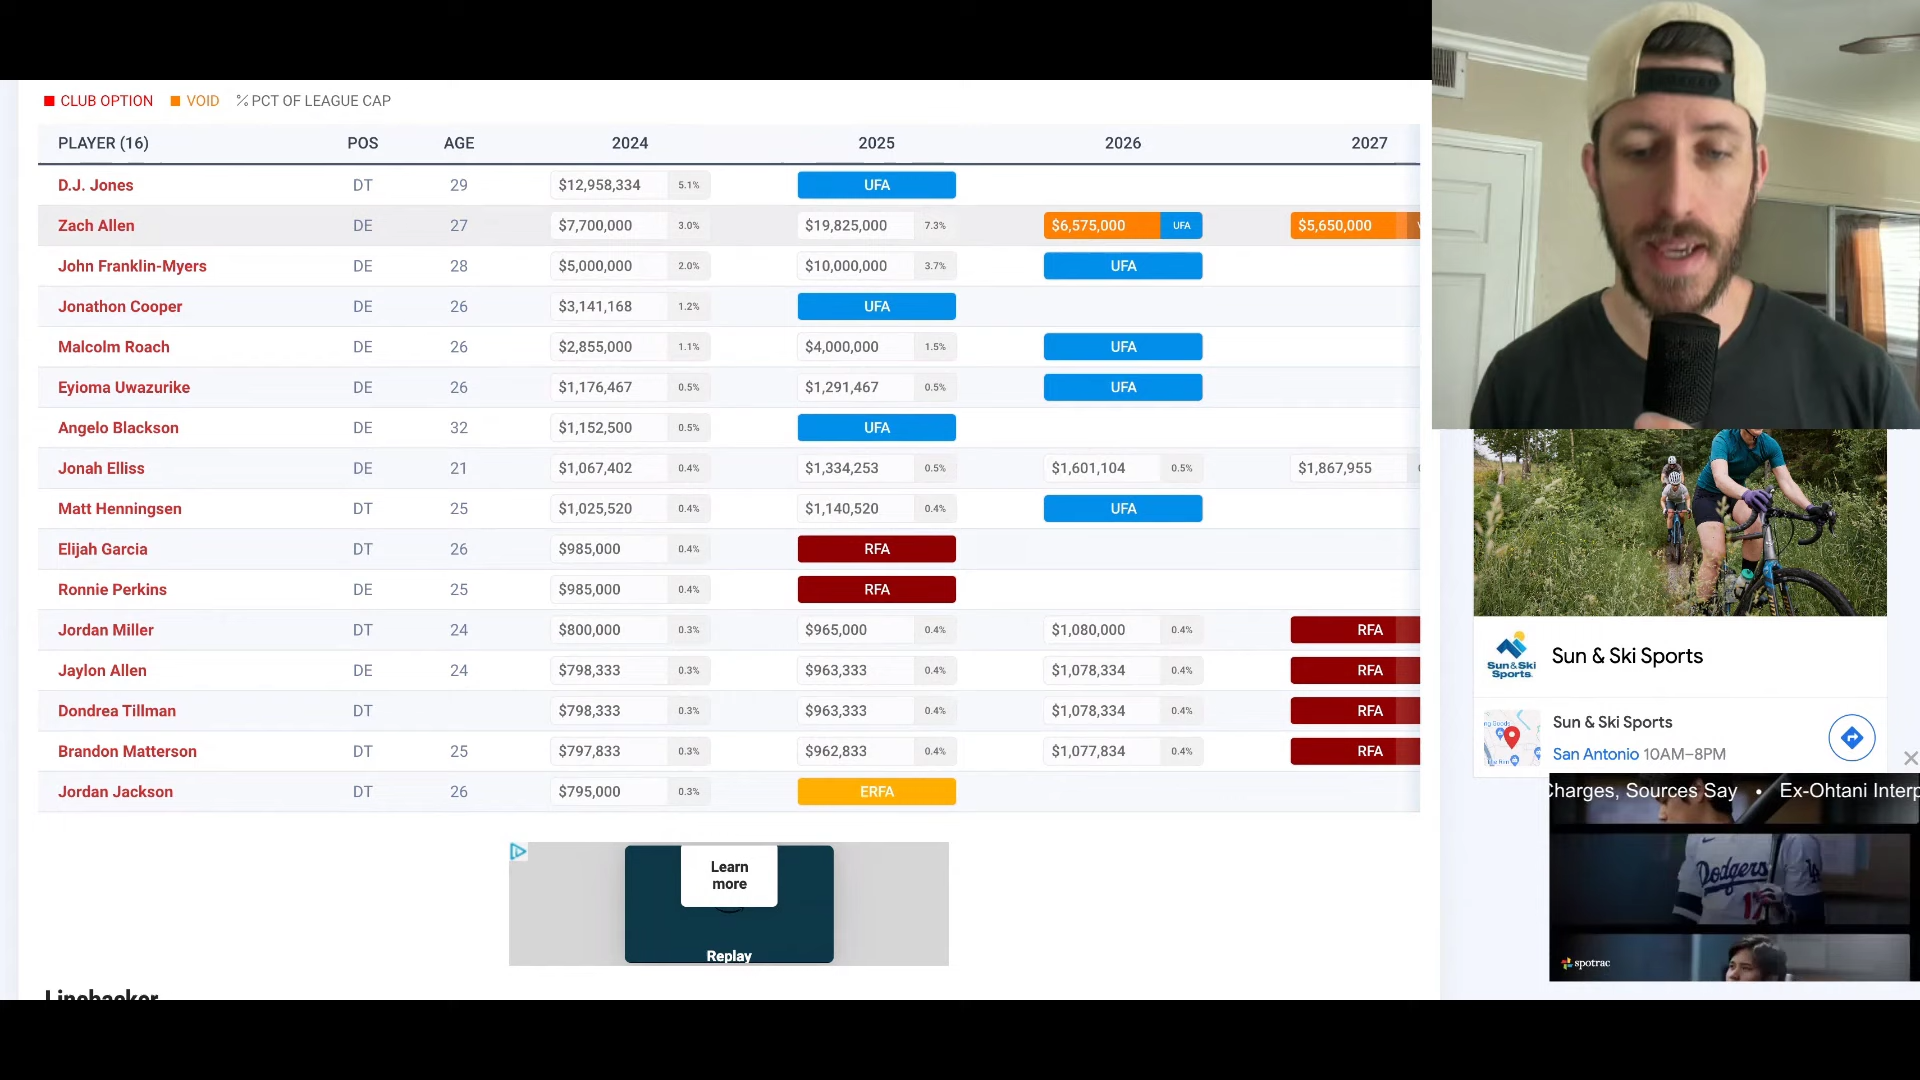 CLUB OPTION VOID % PCT OF LEAGUE CAP
PLAYER (16) POS AGE 2024 2025 2026 2027
D.J. Jones DT 29 $12,958,334 5.1% UFA
Zach Allen DE 27 $7,700,000 3.0% $19,825,000 7.3% $6,575,000 UFA $5,650,000
John Franklin-Myers DE 28 $5,000,000 2.0% $10,000,000 3.7% UFA
Jonathon Cooper DE 26 $3,141,168 1.2% UFA
Malcolm Roach DE 26 $2,855,000 1.1% $4,000,000 1.5% UFA
Eyioma Uwazurike DE 26 $1,176,467 0.5% $1,291,467 0.5% UFA
Angelo Blackson DE 32 $1,152,500 0.5% UFA
Jonah Elliss DE 21 $1,067,402 0.4% $1,334,253 0.5% $1,601,104 0.5% $1,867,955
Matt Henningsen DT 25 $1,025,520 0.4% $1,140,520 0.4% UFA
Elijah Garcia DT 26 $985,000 0.4% RFA
Ronnie Perkins DE 25 $985,000 0.4% RFA
Jordan Miller DT 24 $800,000 0.3% $965,000 0.4% $1,080,000 0.4% RFA
Jaylon Allen DE 24 $798,333 0.3% $963,333 0.4% $1,078,334 0.4% RFA
Dondrea Tillman DT $798,333 0.3% $963,333 0.4% $1,078,334 0.4% RFA
Brandon Matterson DT 25 $797,833 0.3% $962,833 0.4% $1,077,834 0.4% RFA
Jordan Jackson DT 26 $795,000 0.3% ERFA
Learn
more
Replay
Linebacker
Sun & Ski
Sports
Sun & Ski Sports
Sun & Ski Sports
San Antonio 10AM–8PM
Charges, Sources Say • Ex-Ohtani Interp
Dodgers
17
spotrac